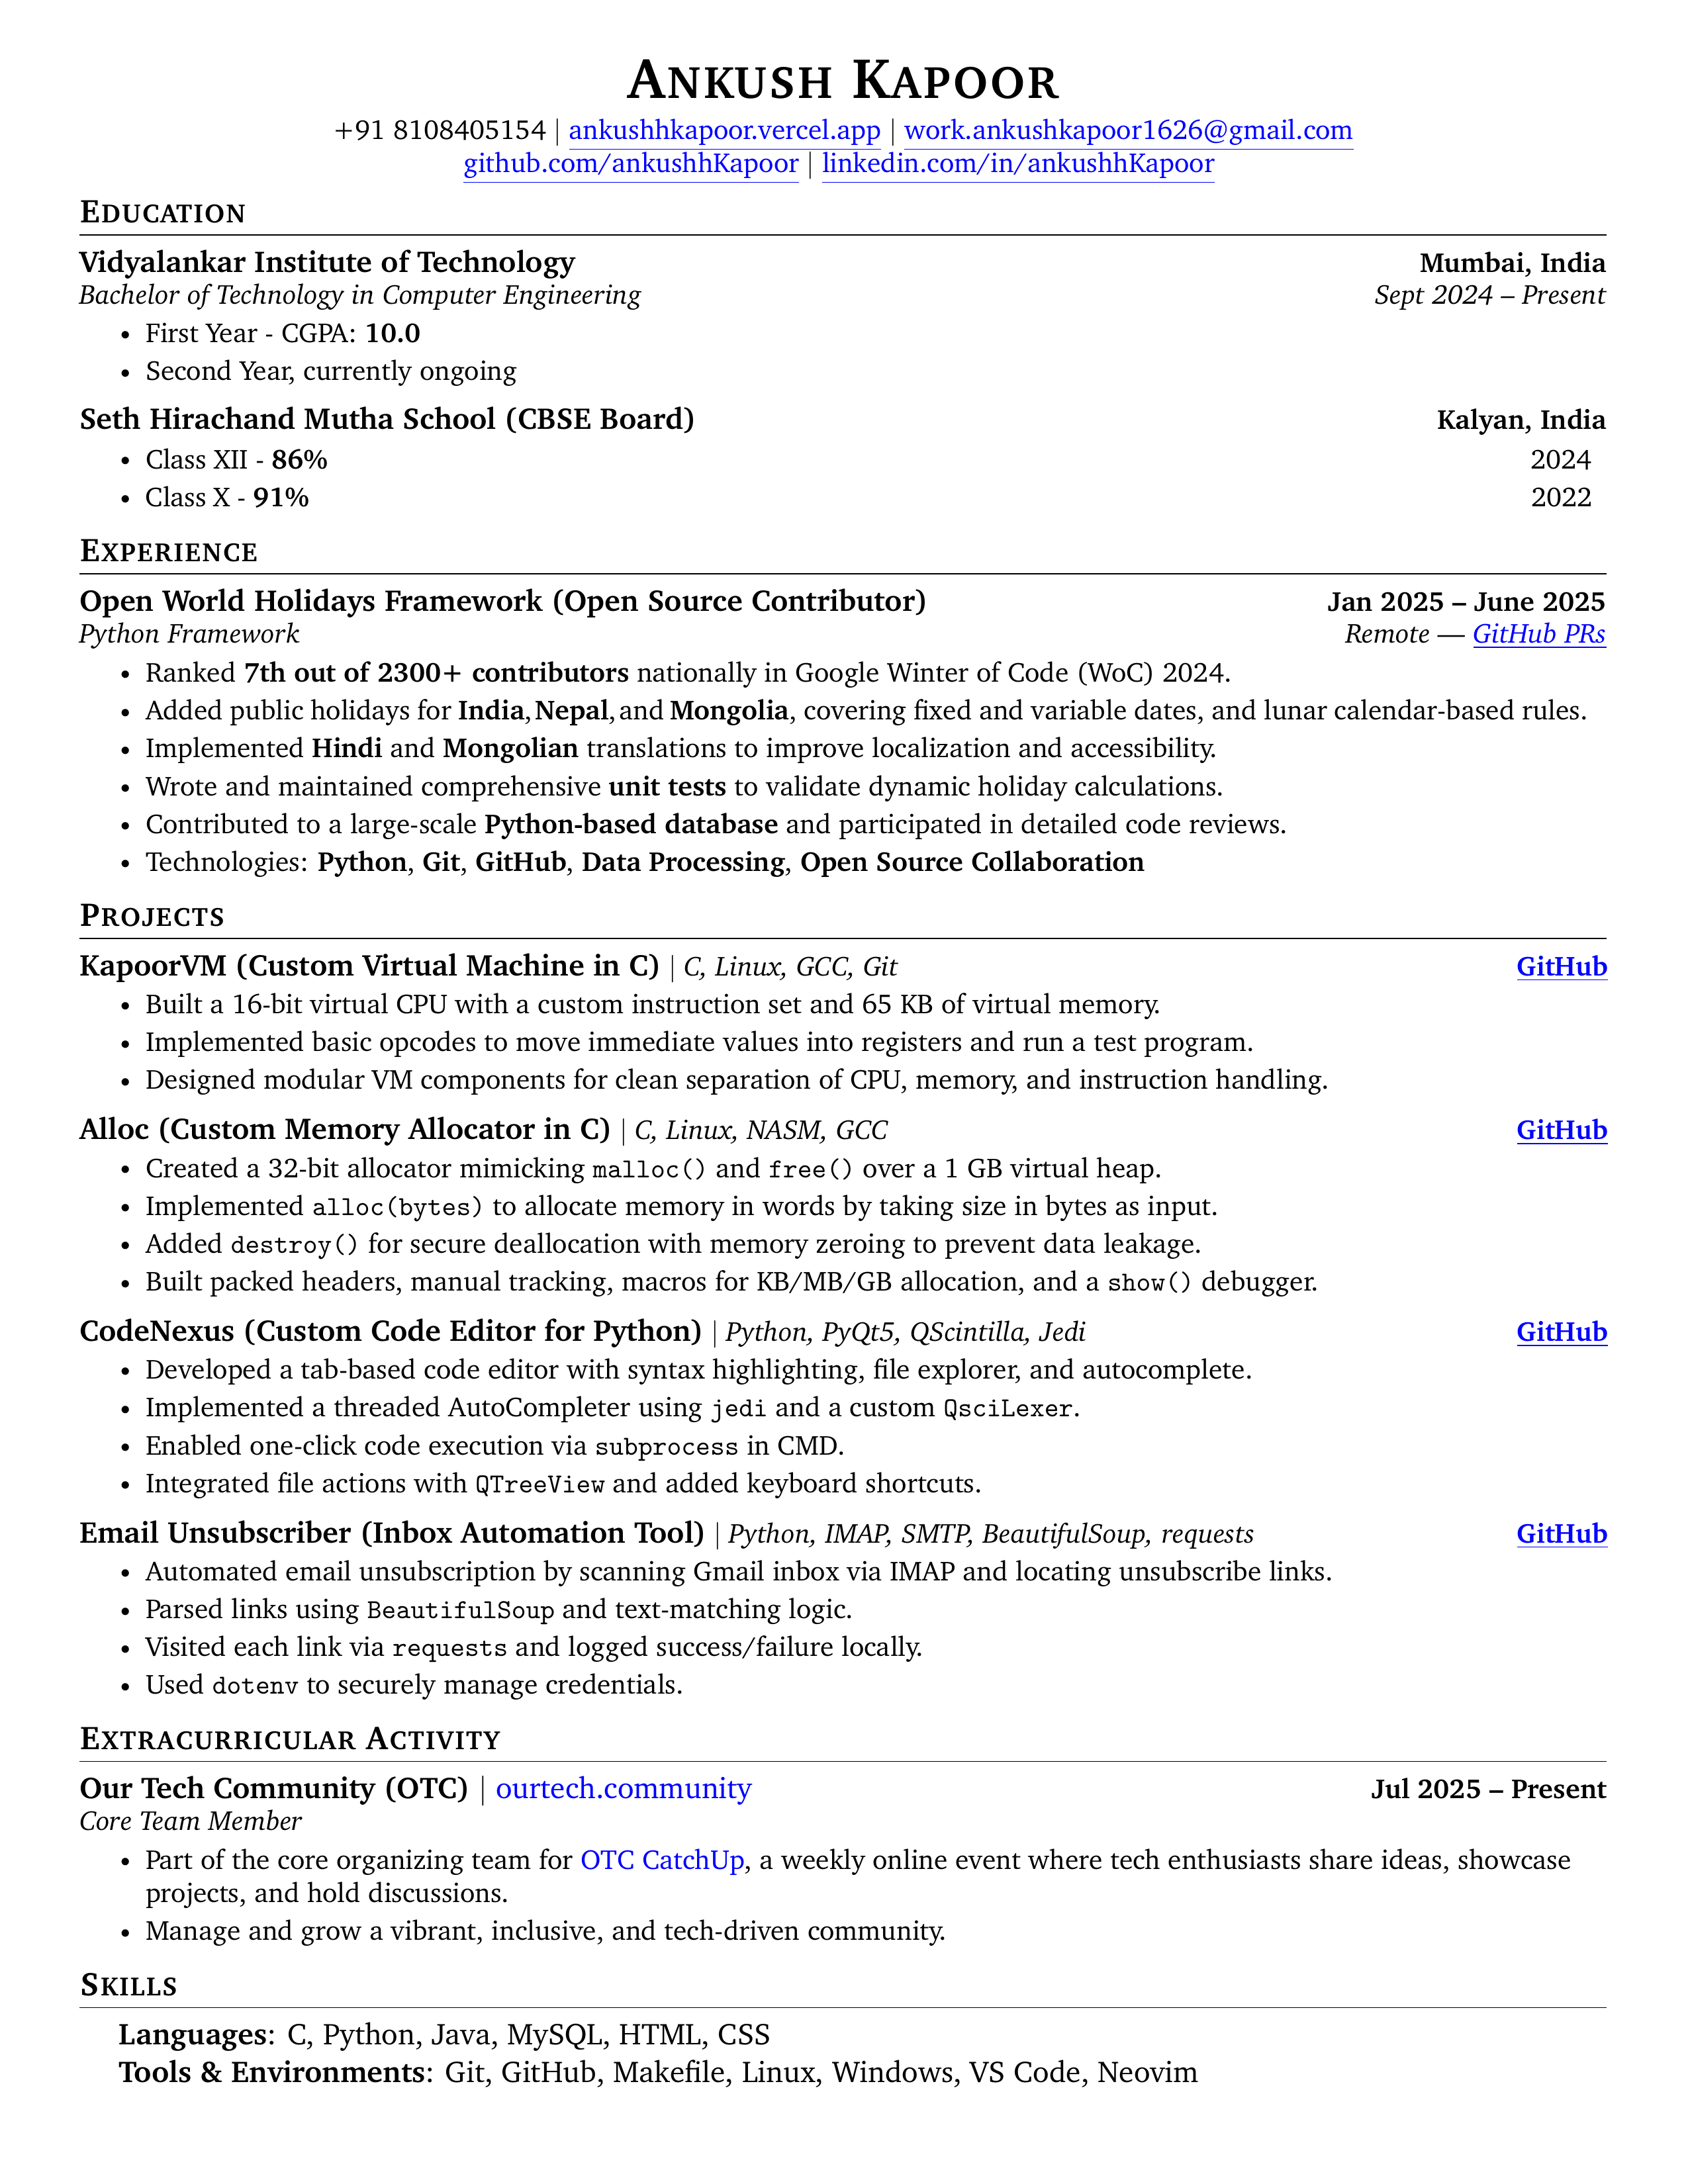 Ankush Kapoor
+91 8108405154 | ankushhkapoor.vercel.app | work.ankushkapoor1626@gmail.com
github.com/ankushhKapoor | linkedin.com/in/ankushhKapoor
Education
Vidyalankar Institute of Technology Mumbai, India
Bachelor of Technology in Computer Engineering Sept 2024 – Present
• First Year - CGPA: 10.0
• Second Year, currently ongoing
Seth Hirachand Mutha School (CBSE Board) Kalyan, India
• Class XII - 86% 2024
• Class X - 91% 2022
Experience
Open World Holidays Framework (Open Source Contributor) Jan 2025 – June 2025
Python Framework Remote — GitHub PRs
• Ranked 7th out of 2300+ contributors nationally in Google Winter of Code (WoC) 2024.
• Added public holidays for India, Nepal, and Mongolia, covering fixed and variable dates, and lunar calendar-based rules.
• Implemented Hindi and Mongolian translations to improve localization and accessibility.
• Wrote and maintained comprehensive unit tests to validate dynamic holiday calculations.
• Contributed to a large-scale Python-based database and participated in detailed code reviews.
• Technologies: Python, Git, GitHub, Data Processing, Open Source Collaboration
Projects
KapoorVM (Custom Virtual Machine in C) | C, Linux, GCC, Git GitHub
• Built a 16-bit virtual CPU with a custom instruction set and 65 KB of virtual memory.
• Implemented basic opcodes to move immediate values into registers and run a test program.
• Designed modular VM components for clean separation of CPU, memory, and instruction handling.
Alloc (Custom Memory Allocator in C) | C, Linux, NASM, GCC GitHub
• Created a 32-bit allocator mimicking malloc() and free() over a 1 GB virtual heap.
• Implemented alloc(bytes) to allocate memory in words by taking size in bytes as input.
• Added destroy() for secure deallocation with memory zeroing to prevent data leakage.
• Built packed headers, manual tracking, macros for KB/MB/GB allocation, and a show() debugger.
CodeNexus (Custom Code Editor for Python) | Python, PyQt5, QScintilla, Jedi GitHub
• Developed a tab-based code editor with syntax highlighting, file explorer, and autocomplete.
• Implemented a threaded AutoCompleter using jedi and a custom QsciLexer.
• Enabled one-click code execution via subprocess in CMD.
• Integrated file actions with QTreeView and added keyboard shortcuts.
Email Unsubscriber (Inbox Automation Tool) | Python, IMAP, SMTP, BeautifulSoup, requests GitHub
• Automated email unsubscription by scanning Gmail inbox via IMAP and locating unsubscribe links.
• Parsed links using BeautifulSoup and text-matching logic.
• Visited each link via requests and logged success/failure locally.
• Used dotenv to securely manage credentials.
Extracurricular Activity
Our Tech Community (OTC) | ourtech.community Jul 2025 – Present
Core Team Member
• Part of the core organizing team for OTC CatchUp, a weekly online event where tech enthusiasts share ideas, showcase
projects, and hold discussions.
• Manage and grow a vibrant, inclusive, and tech-driven community.
Skills
Languages: C, Python, Java, MySQL, HTML, CSS
Tools & Environments: Git, GitHub, Makefile, Linux, Windows, VS Code, Neovim